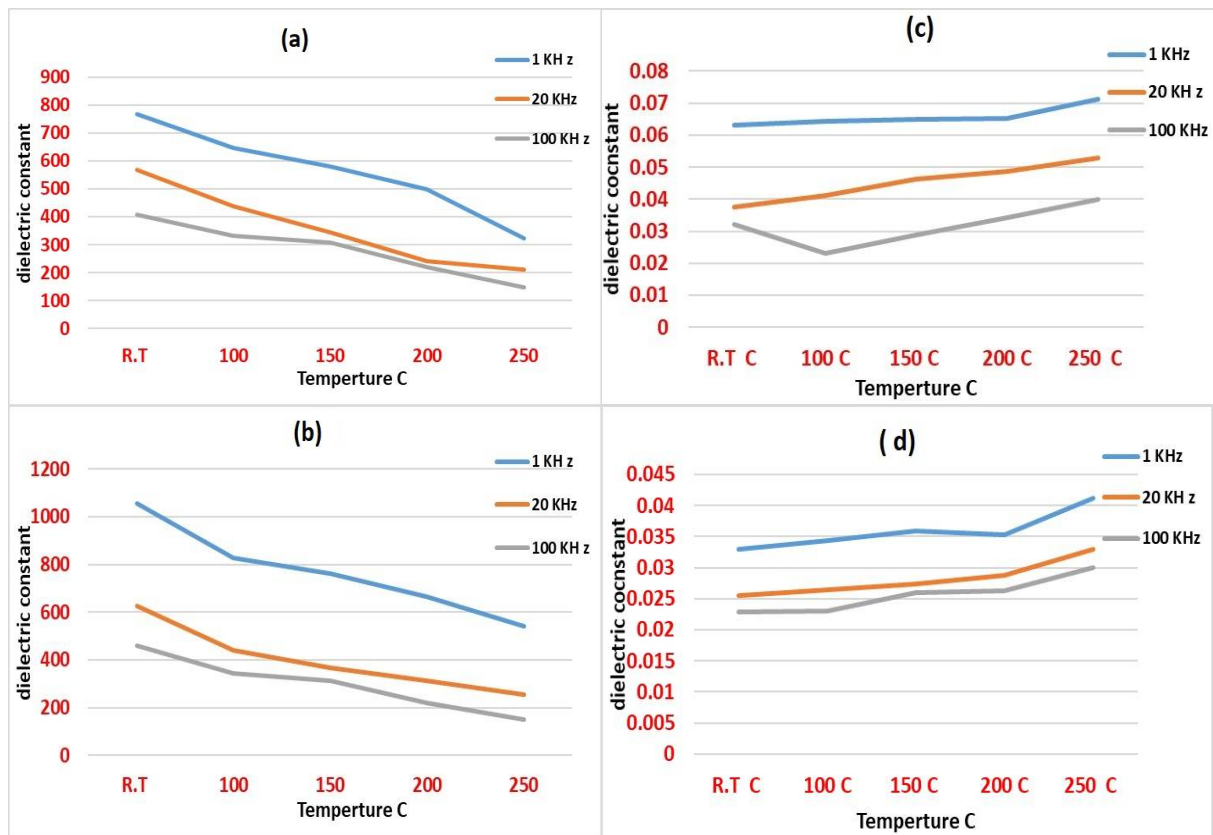 (a)
1 KH z
20 KHz
100 KH z
900
800
700
600
500
400
300
200
100
0
dielectric constant
R.T 100 150 200 250
Temperture C
(c)
1 KHz
20 KH z
100 KHz
0.08
0.07
0.06
0.05
0.04
0.03
0.02
0.01
0
dielectric cocnstant
R.T C 100 C 150 C 200 C 250 C
Temperture C
(b)
1 KH z
20 KHz
100 KH z
1200
1000
800
600
400
200
0
dielectric constant
R.T 100 150 200 250
Temperture C
( d)
1 KHz
20 KH z
100 KHz
0.045
0.04
0.035
0.03
0.025
0.02
0.015
0.01
0.005
0
dielectric constant
R.T C 100 C 150 C 200 C 250 C
Temperture C